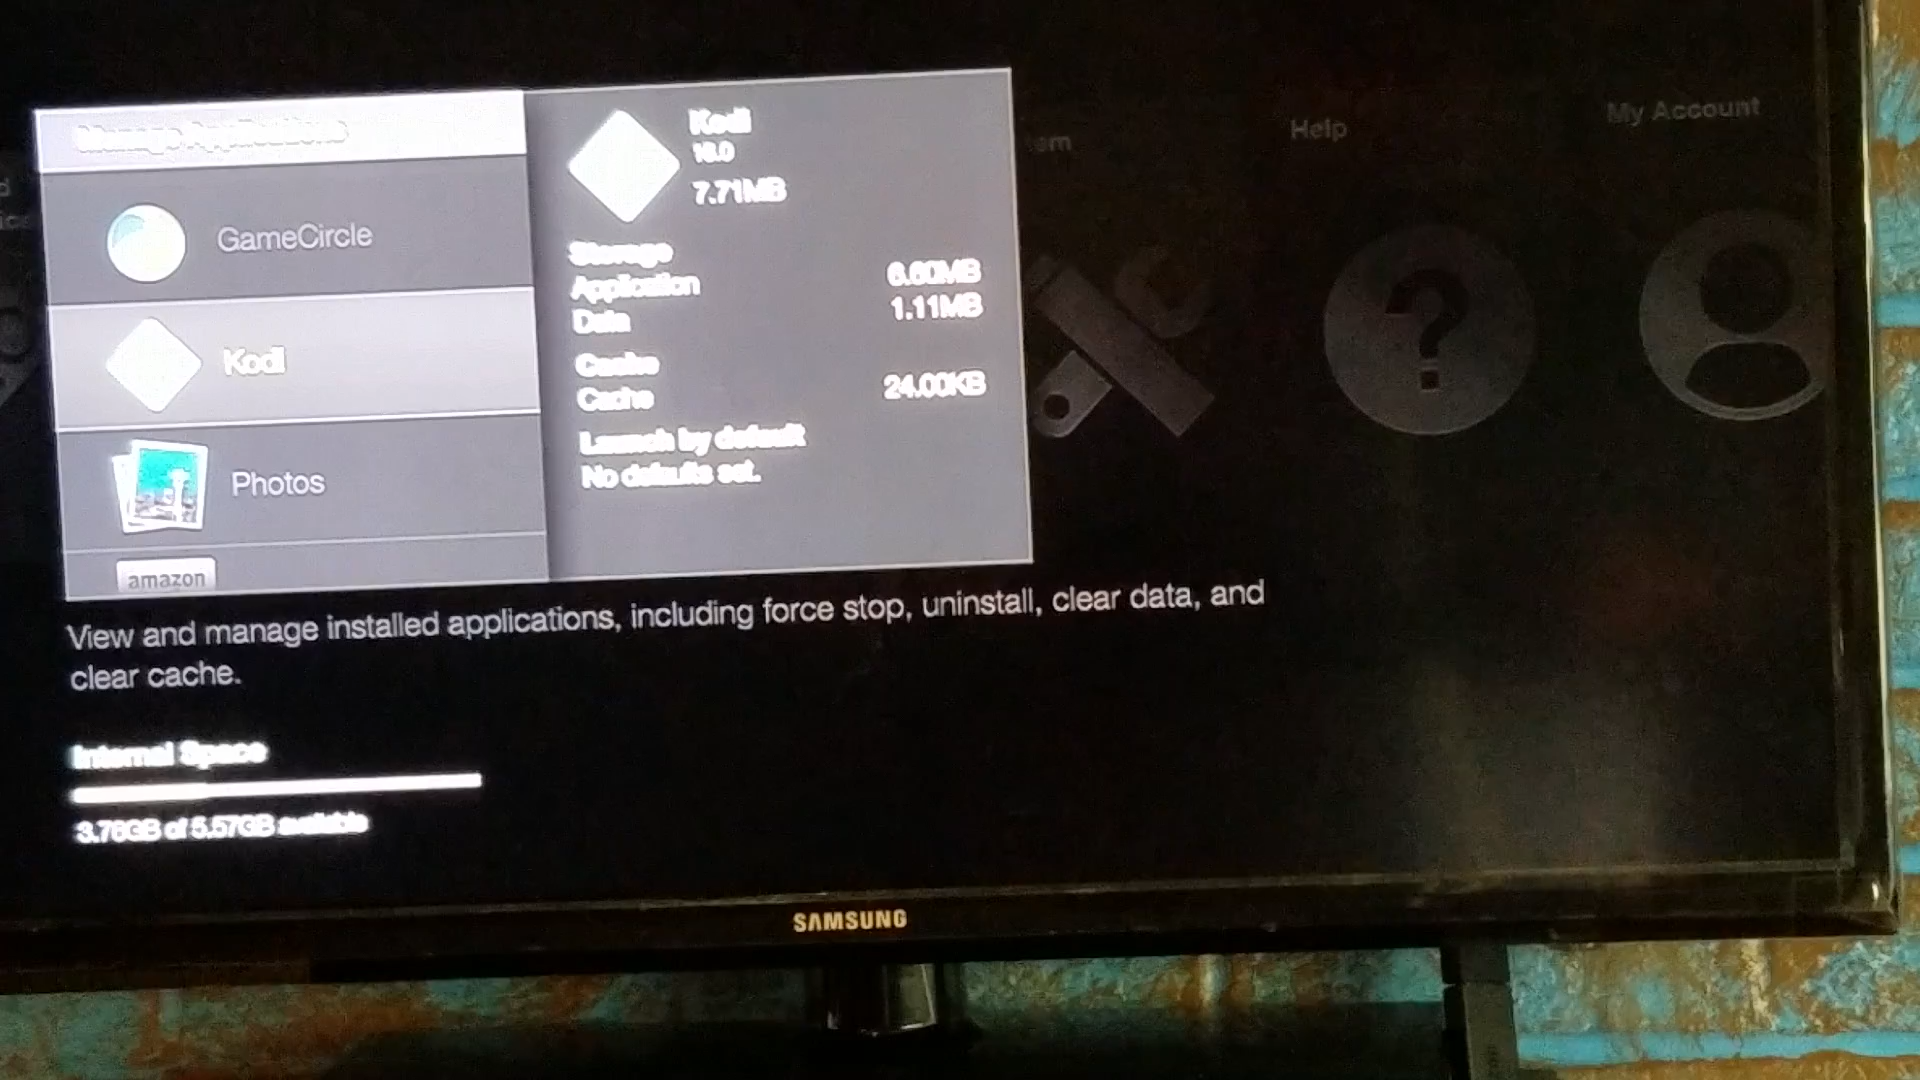 Manage Applications
GameCircle
Kodi
Photos
amazon
Kodi
16.0
7.71MB
Storage
Application 6.60MB
Data 1.11MB
Cache
Cache 24.00KB
Launch by default
No defaults set.
Help
My Account
View and manage installed applications, including force stop, uninstall, clear data, and
clear cache.
Internal Space
3.76GB of 5.57GB available
SAMSUNG